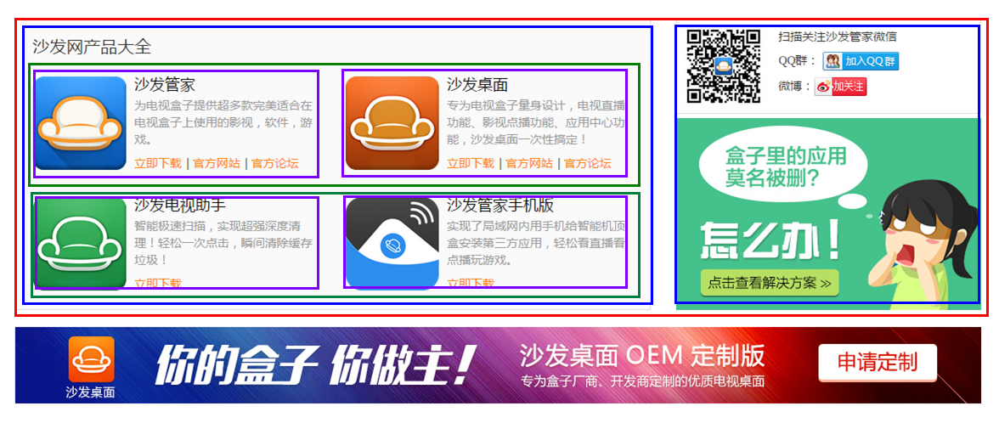 沙发网产品大全
沙发管家
为电视盒子提供超多款完美适合在
电视盒子上使用的影视，软件，游
戏。
立即下载 | 官方网站 | 官方论坛
沙发桌面
专为电视盒子量身设计，电视直播
功能、影视点播功能、应用中心功
能，沙发桌面一次性搞定！
立即下载 | 官方网站 | 官方论坛
沙发电视助手
智能极速扫描，实现超强深度清
理！轻松一次点击，瞬间清除缓存
垃圾！
立即下载
沙发管家手机版
实现了局域网内用手机给智能机顶
盒安装第三方应用，轻松看直播看
点播玩游戏。
立即下载
扫描关注沙发管家微信
QQ群： 加入QQ群
微博： 加关注
盒子里的应用
莫名被删?
怎么办！
点击查看解决方案 ≫
沙发桌面
你的盒子 你做主！
沙发桌面 OEM 定制版
专为盒子厂商、开发商定制的优质电视桌面
申请定制